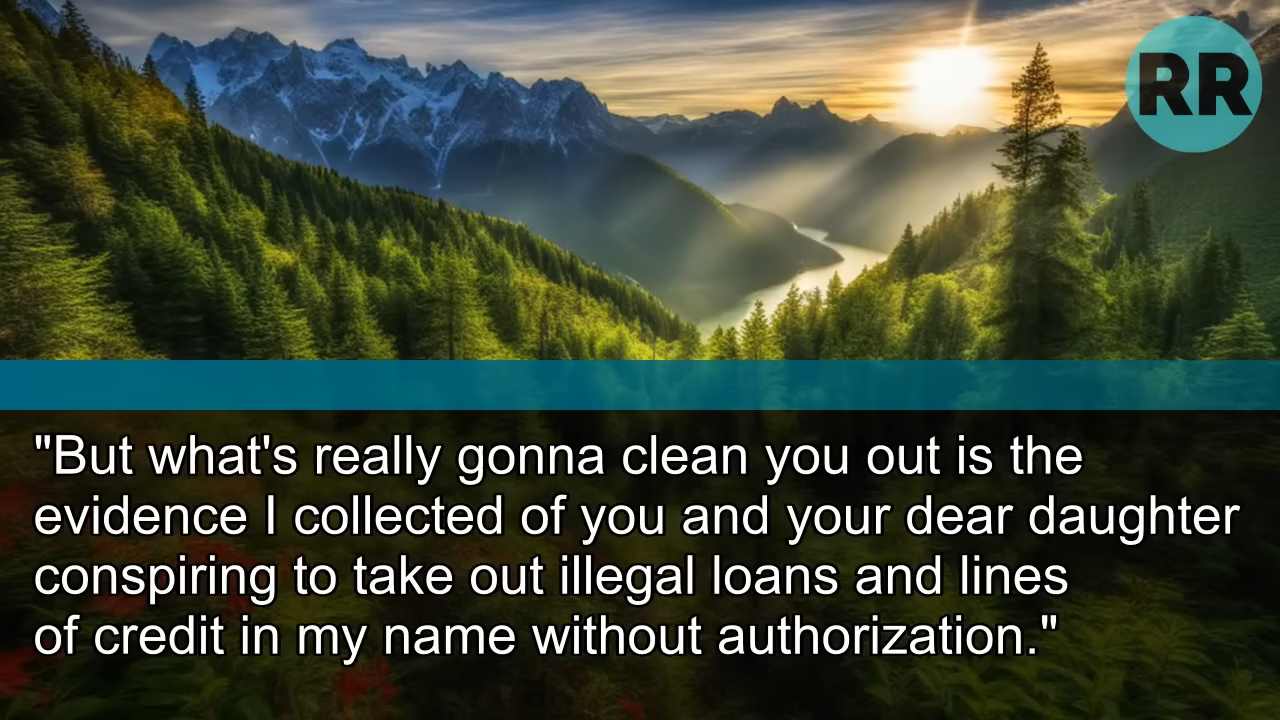 RR
"But what's really gonna clean you out is the
evidence I collected of you and your dear daughter
conspiring to take out illegal loans and lines
of credit in my name without authorization."